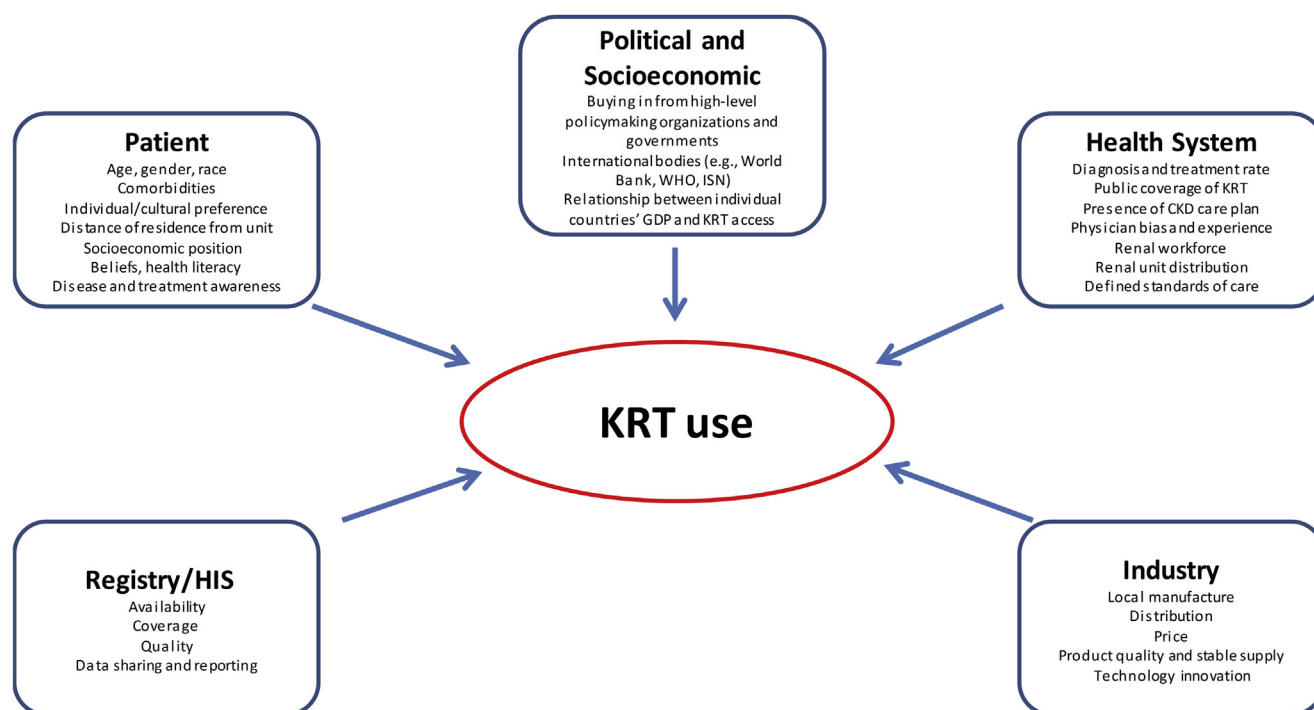 Political and
Socioeconomic
Buying in from high-level
policymaking organizations and
governments
International bodies (e.g., World
Bank, WHO, ISN)
Relationship between individual
countries' GDP and KRT access
Patient
Age, gender, race
Comorbidities
Individual/cultural preference
Distance of residence from unit
Socioeconomic position
Beliefs, health literacy
Disease and treatment awareness
Health System
Diagnosis and treatment rate
Public coverage of KRT
Presence of CKD care plan
Physician bias and experience
Renal workforce
Renal unit distribution
Defined standards of care
KRT use
Registry/HIS
Availability
Coverage
Quality
Data sharing and reporting
Industry
Local manufacture
Distribution
Price
Product quality and stable supply
Technology innovation